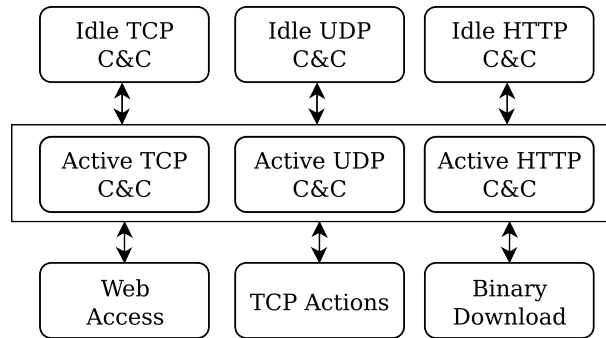 Idle TCP
C&C
Idle UDP
C&C
Idle HTTP
C&C
Active TCP
C&C
Active UDP
C&C
Active HTTP
C&C
Web
Access
TCP Actions
Binary
Download